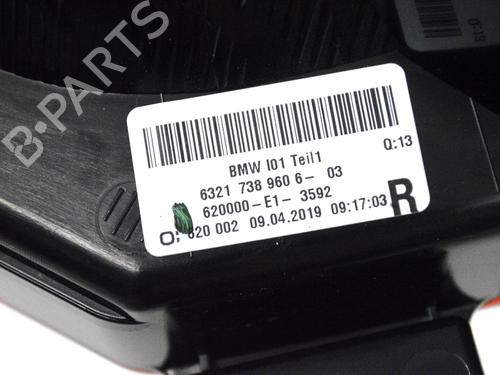 B-PARTS
BMW I01 Teil1
Q:13
6321 738 960 6- 03
620000-E1- 3592
620 002 09.04.2019 09:17:03
R